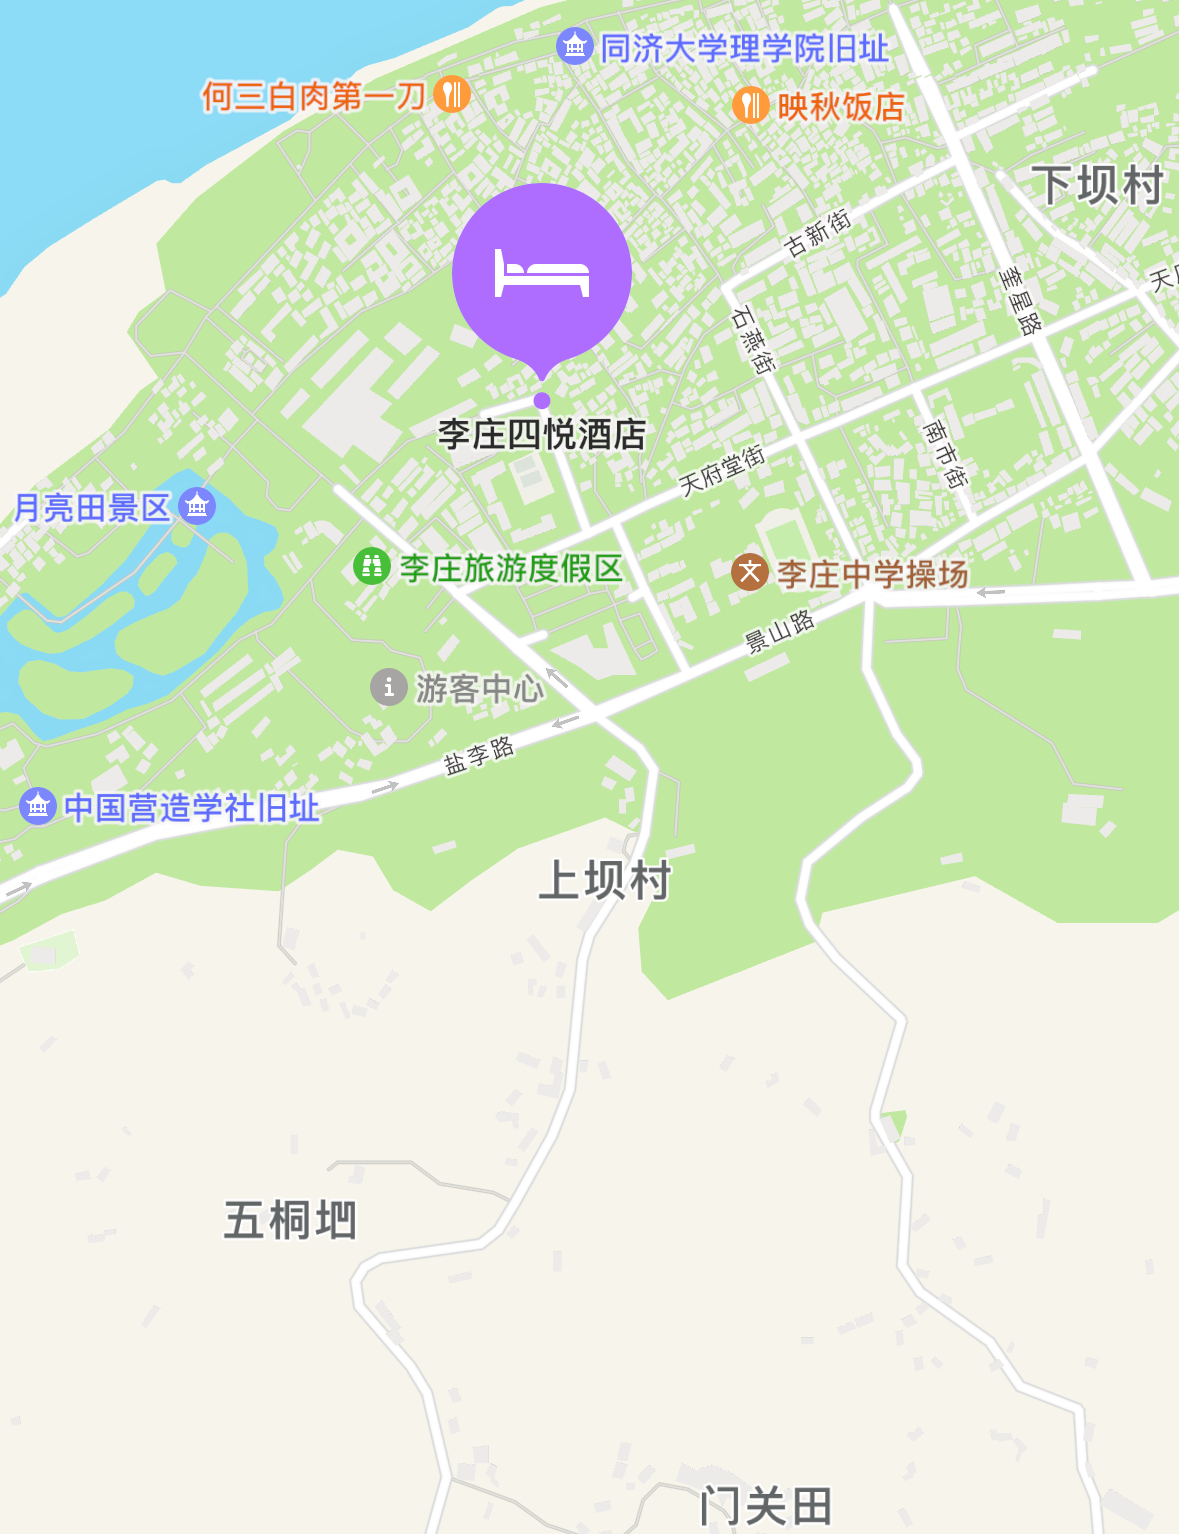 同济大学理学院旧址
何三白肉第一刀
映秋饭店
下坝村
古新街
奎星路
石燕街
李庄四悦酒店
天府堂街
南市街
月亮田景区
李庄旅游度假区
李庄中学操场
景山路
游客中心
盐李路
中国营造学社旧址
上坝村
五桐堋
门关田